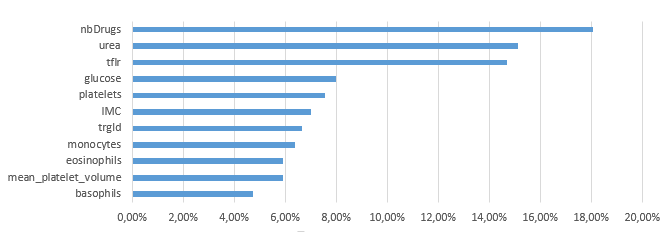 nbDrugs
urea
tfIr
glucose
platelets
IMC
trgld
monocytes
eosinophils
mean_platelet_volume
basophils
0,00% 2,00% 4,00% 6,00% 8,00% 10,00% 12,00% 14,00% 16,00% 18,00% 20,00%